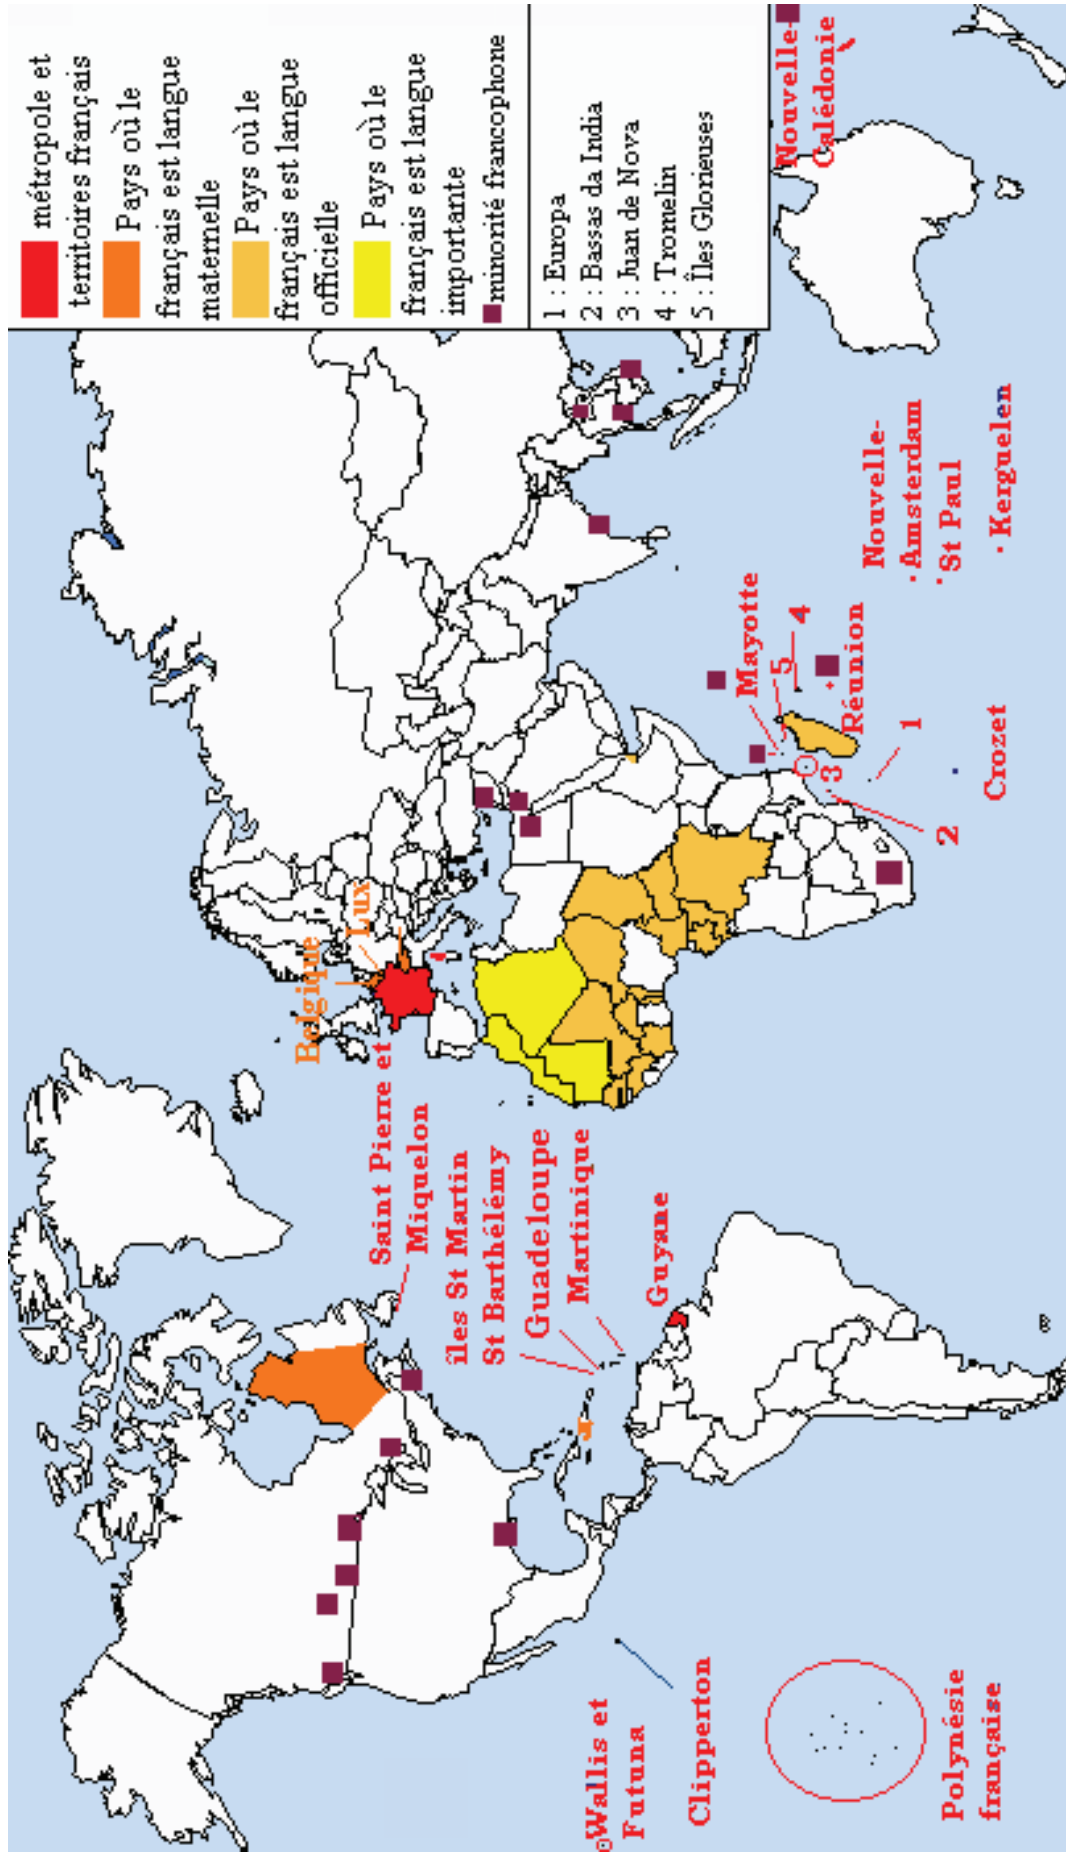 métropole et
territoires français
Pays où le
français est langue
maternelle
Pays où le
français est langue
officielle
Pays où le
français est langue
importante
minorité francophone
1 : Europa
2 : Bassas da India
3 : Juan de Nova
4 : Tromelin
5 : Îles Glorieuses
Belgique
Lux
Saint Pierre et
Miquelon
îles St Martin
St Barthélémy
Guadeloupe
Martinique
Guyane
Wallis et
Futuna
Clipperton
Polynésie
française
Mayotte
5
4
Réunion
3
1
2
Crozet
Nouvelle-
Amsterdam
St Paul
Kerguelen
Nouvelle-
Calédonie